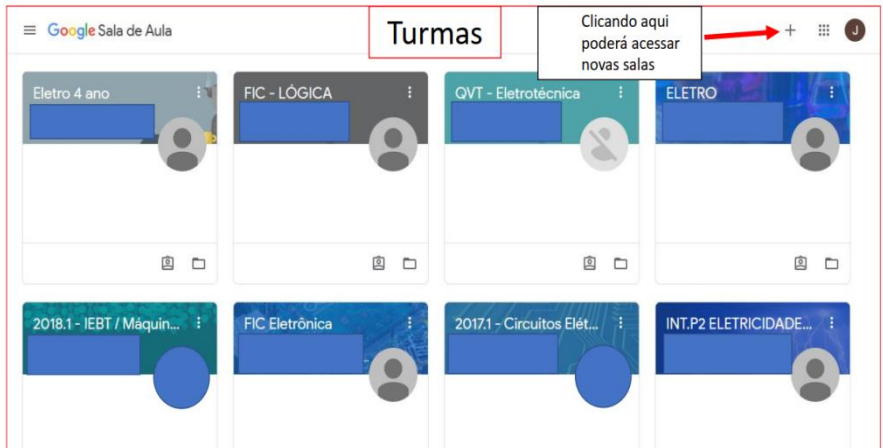 Google Sala de Aula
Turmas
Clicando aqui
poderá acessar
novas salas
J
Eletro 4 ano
FIC - LÓGICA
QVT - Eletrotécnica
ELETRO
2018.1 - IEBT / Máquin...
FIC Eletrônica
2017.1 - Circuitos Elét...
INT.P2 ELETRICIDADE...